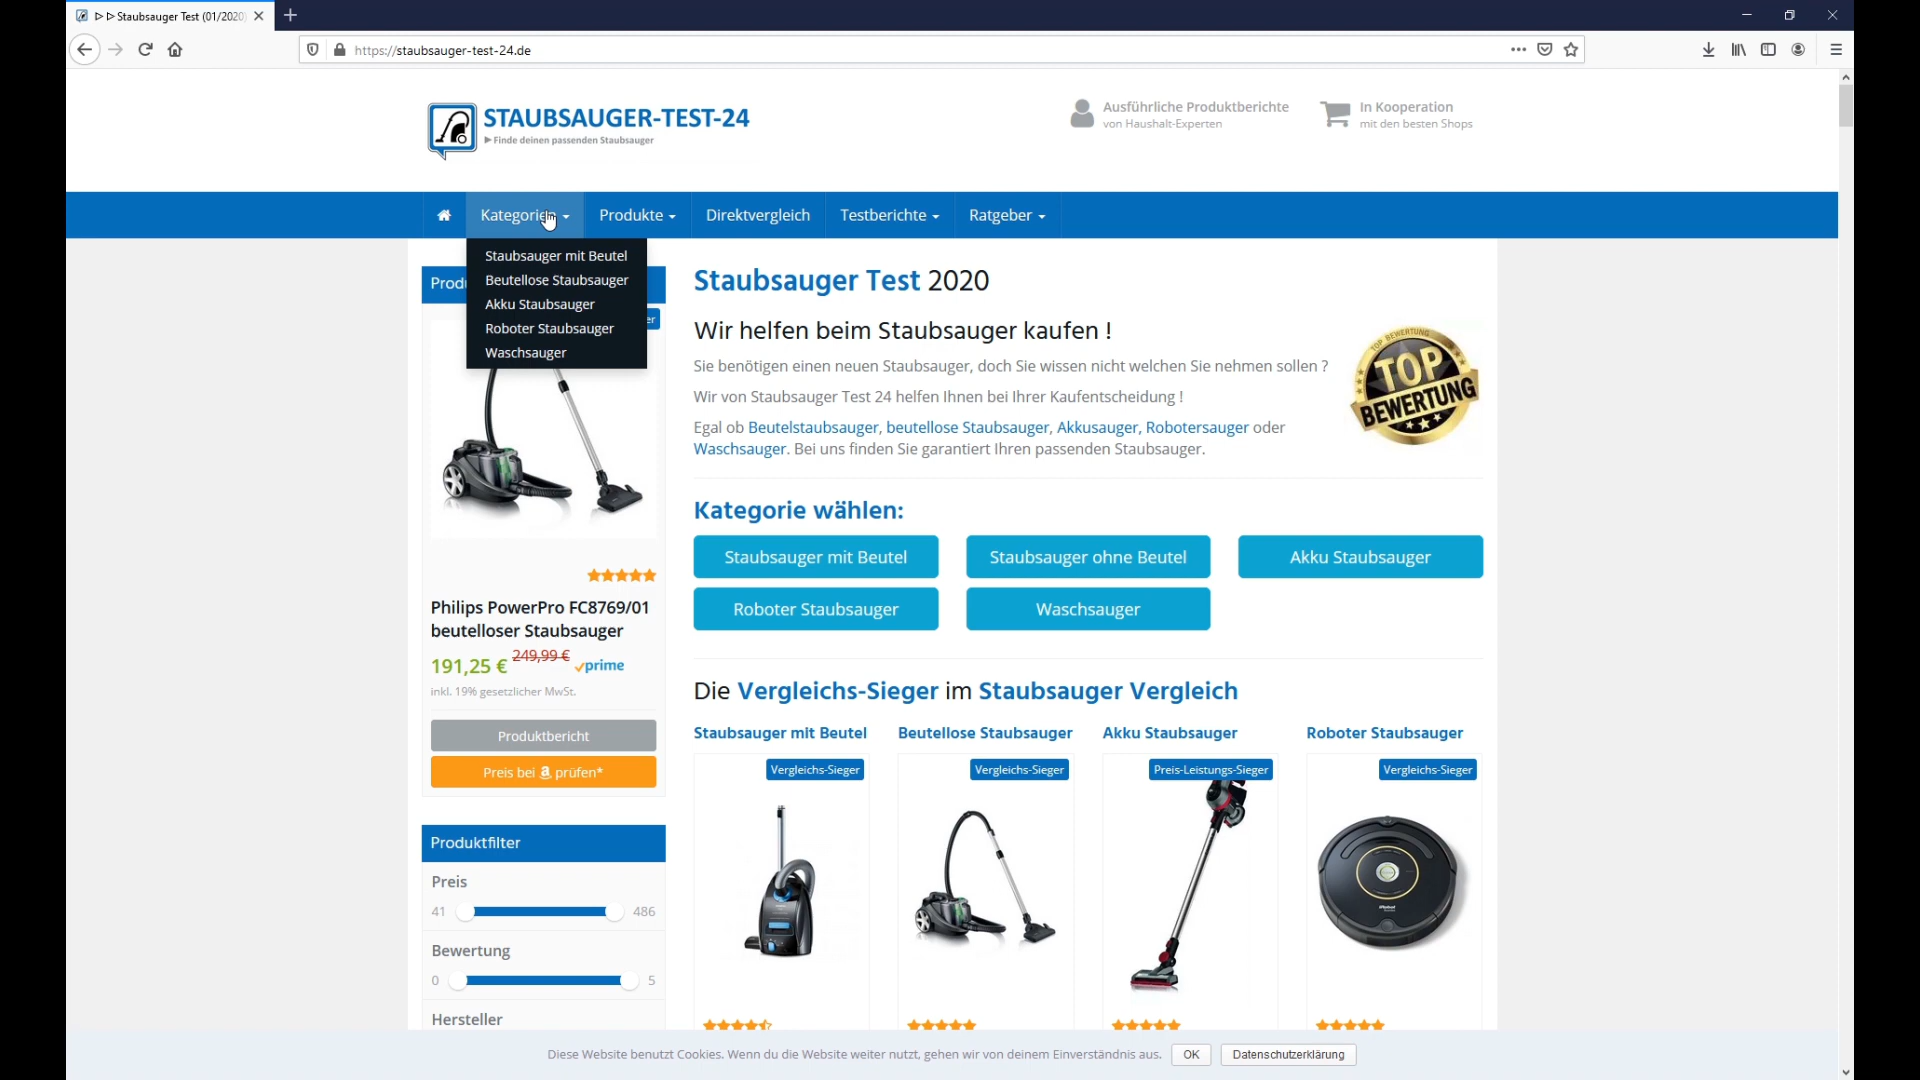 ▷ ▷ Staubsauger Test (01/2020)
https://staubsauger-test-24.de
STAUBSAUGER-TEST-24
Finde deinen passenden Staubsauger
Ausführliche Produktberichte
von Haushalt-Experten
In Kooperation
mit den besten Shops
Kategorien
Produkte
Direktvergleich
Testberichte
Ratgeber
Staubsauger mit Beutel
Beutellose Staubsauger
Akku Staubsauger
Roboter Staubsauger
Waschsauger
Philips PowerPro FC8769/01
beutelloser Staubsauger
191,25 € 249,99 € prime
inkl. 19% gesetzlicher MwSt.
Produktbericht
Preis bei a prüfen*
Produktfilter
Preis
41 486
Bewertung
0 5
Hersteller
Staubsauger Test 2020
Wir helfen beim Staubsauger kaufen !
Sie benötigen einen neuen Staubsauger, doch Sie wissen nicht welchen Sie nehmen sollen ?
Wir von Staubsauger Test 24 helfen Ihnen bei Ihrer Kaufentscheidung !
Egal ob Beutelstaubsauger, beutellose Staubsauger, Akkusauger, Robotersauger oder
Waschsauger. Bei uns finden Sie garantiert Ihren passenden Staubsauger.
TOP BEWERTUNG
TOP
BEWERTUNG
Kategorie wählen:
Staubsauger mit Beutel
Staubsauger ohne Beutel
Akku Staubsauger
Roboter Staubsauger
Waschsauger
Die Vergleichs-Sieger im Staubsauger Vergleich
Staubsauger mit Beutel
Beutellose Staubsauger
Akku Staubsauger
Roboter Staubsauger
Vergleichs-Sieger
Vergleichs-Sieger
Preis-Leistungs-Sieger
Vergleichs-Sieger
Diese Website benutzt Cookies. Wenn du die Website weiter nutzt, gehen wir von deinem Einverständnis aus.
OK
Datenschutzerklärung